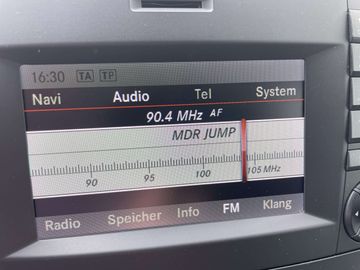 16:30 TA TP
Navi Audio Tel System
90.4 MHz AF
MDR JUMP
90 95 100 105 MHz
Radio Speicher Info FM Klang